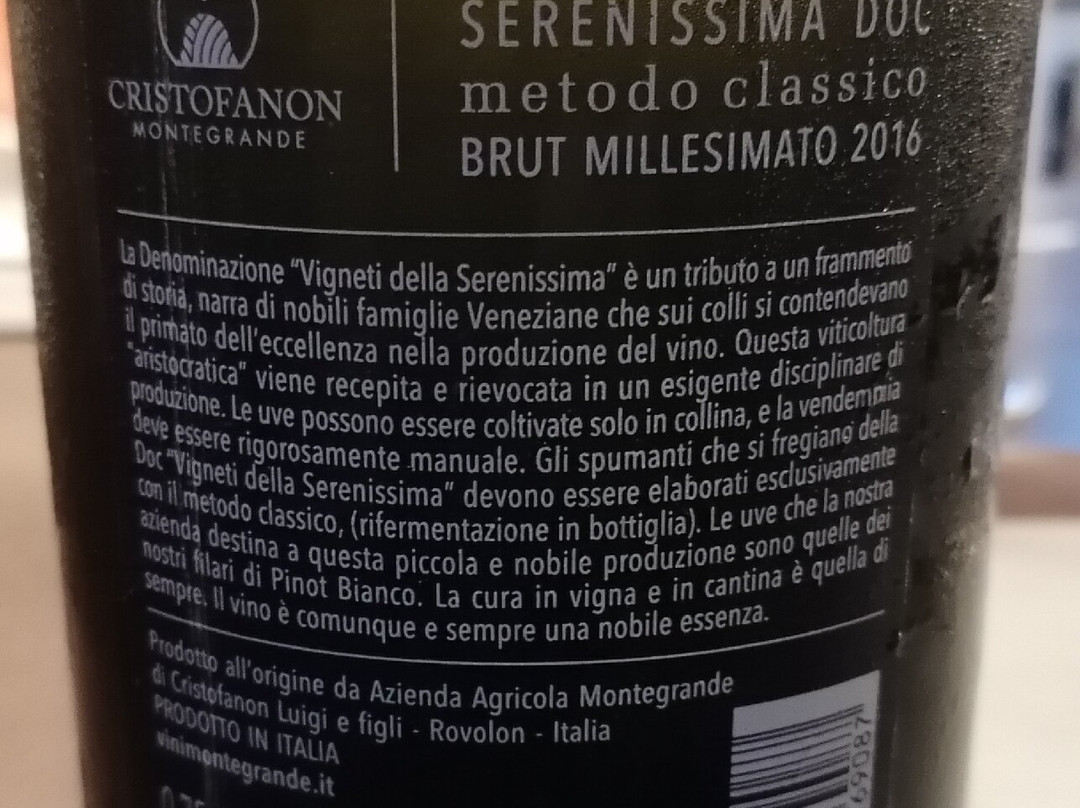 SERENISSIMA DOC
metodo classico
BRUT MILLESIMATO 2016
CRISTOFANON
MONTEGRANDE
La Denominazione "Vigneti della Serenissima" è un tributo a un frammento
di storia, narra di nobili famiglie Veneziane che sui colli si contendevano
il primato dell'eccellenza nella produzione del vino. Questa viticoltura
"aristocratica" viene recepita e rievocata in un esigente disciplinare di
produzione. Le uve possono essere coltivate solo in collina, e la vendemmia
deve essere rigorosamente manuale. Gli spumanti che si fregiano della
Doc "Vigneti della Serenissima" devono essere elaborati esclusivamente
con il metodo classico, (rifermentazione in bottiglia). Le uve che la nostra
azienda destina a questa piccola e nobile produzione sono quelle dei
nostri filari di Pinot Bianco. La cura in vigna e in cantina è quella di
sempre. Il vino è comunque e sempre una nobile essenza.
Prodotto all'origine da Azienda Agricola Montegrande
di Cristofanon Luigi e figli - Rovolon - Italia
PRODOTTO IN ITALIA
vinimontegrande.it